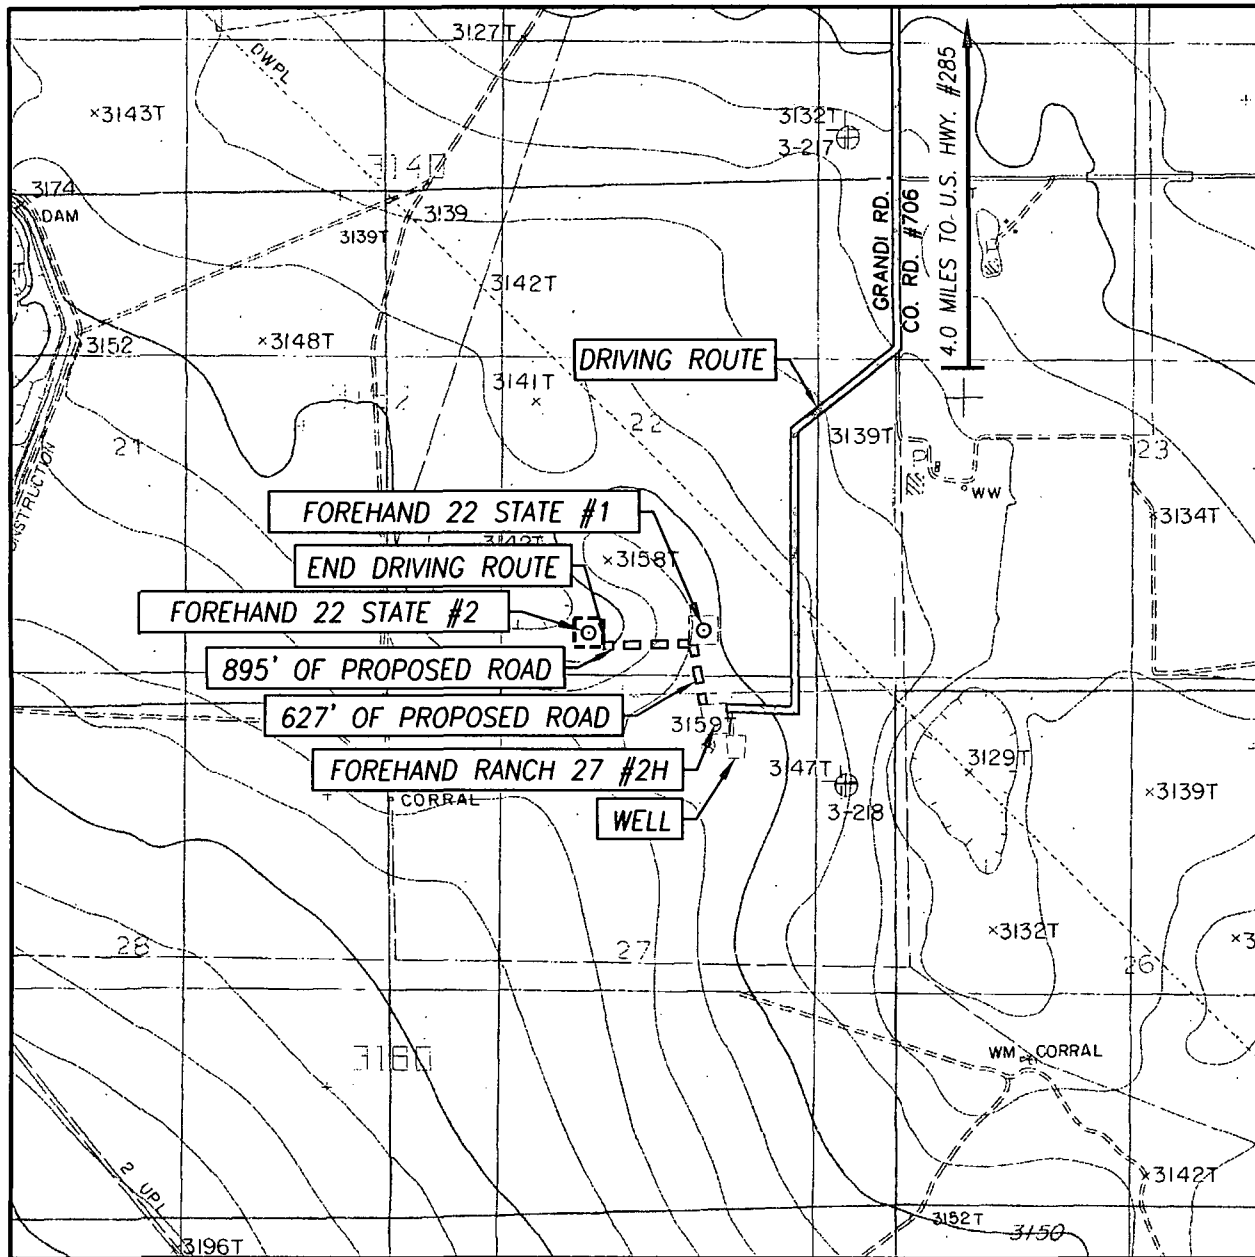 3127T
OWPL
4.0 MILES TO U.S. HWY. #285
×3143T
3132T
3-217
3140
3174
DAM
3139
3139T
GRANDI RD.
CO. RD. #706
3142T
3152
×3148T
DRIVING ROUTE
3141T
×
22
3139T
21
23
WW
3134T
FOREHAND 22 STATE #1
×3158T
END DRIVING ROUTE
FOREHAND 22 STATE #2
895' OF PROPOSED ROAD
627' OF PROPOSED ROAD
3159T
FOREHAND RANCH 27 #2H
3147T
3-218
×3129T
×3139T
CORRAL
WELL
28
27
×3132T
26
3180
WM
CORRAL
×3142T
2 UPL
3152T
3150
×3196T